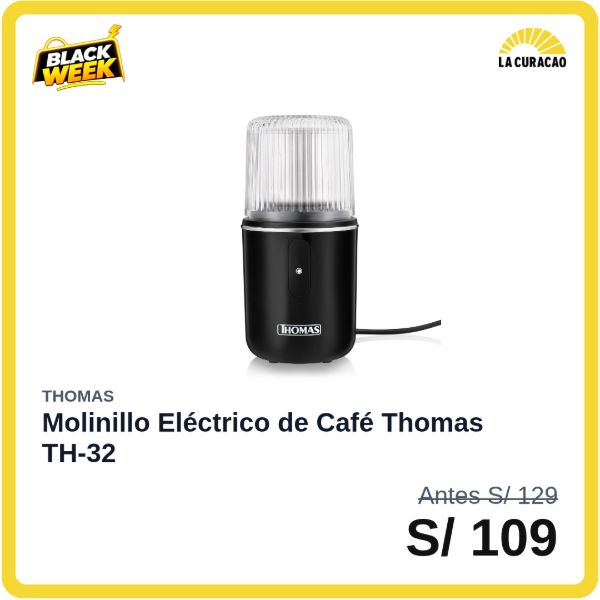 BLACK
WEEK
LA CURACAO
THOMAS
THOMAS
Molinillo Eléctrico de Café Thomas
TH-32
Antes S/ 129
S/ 109